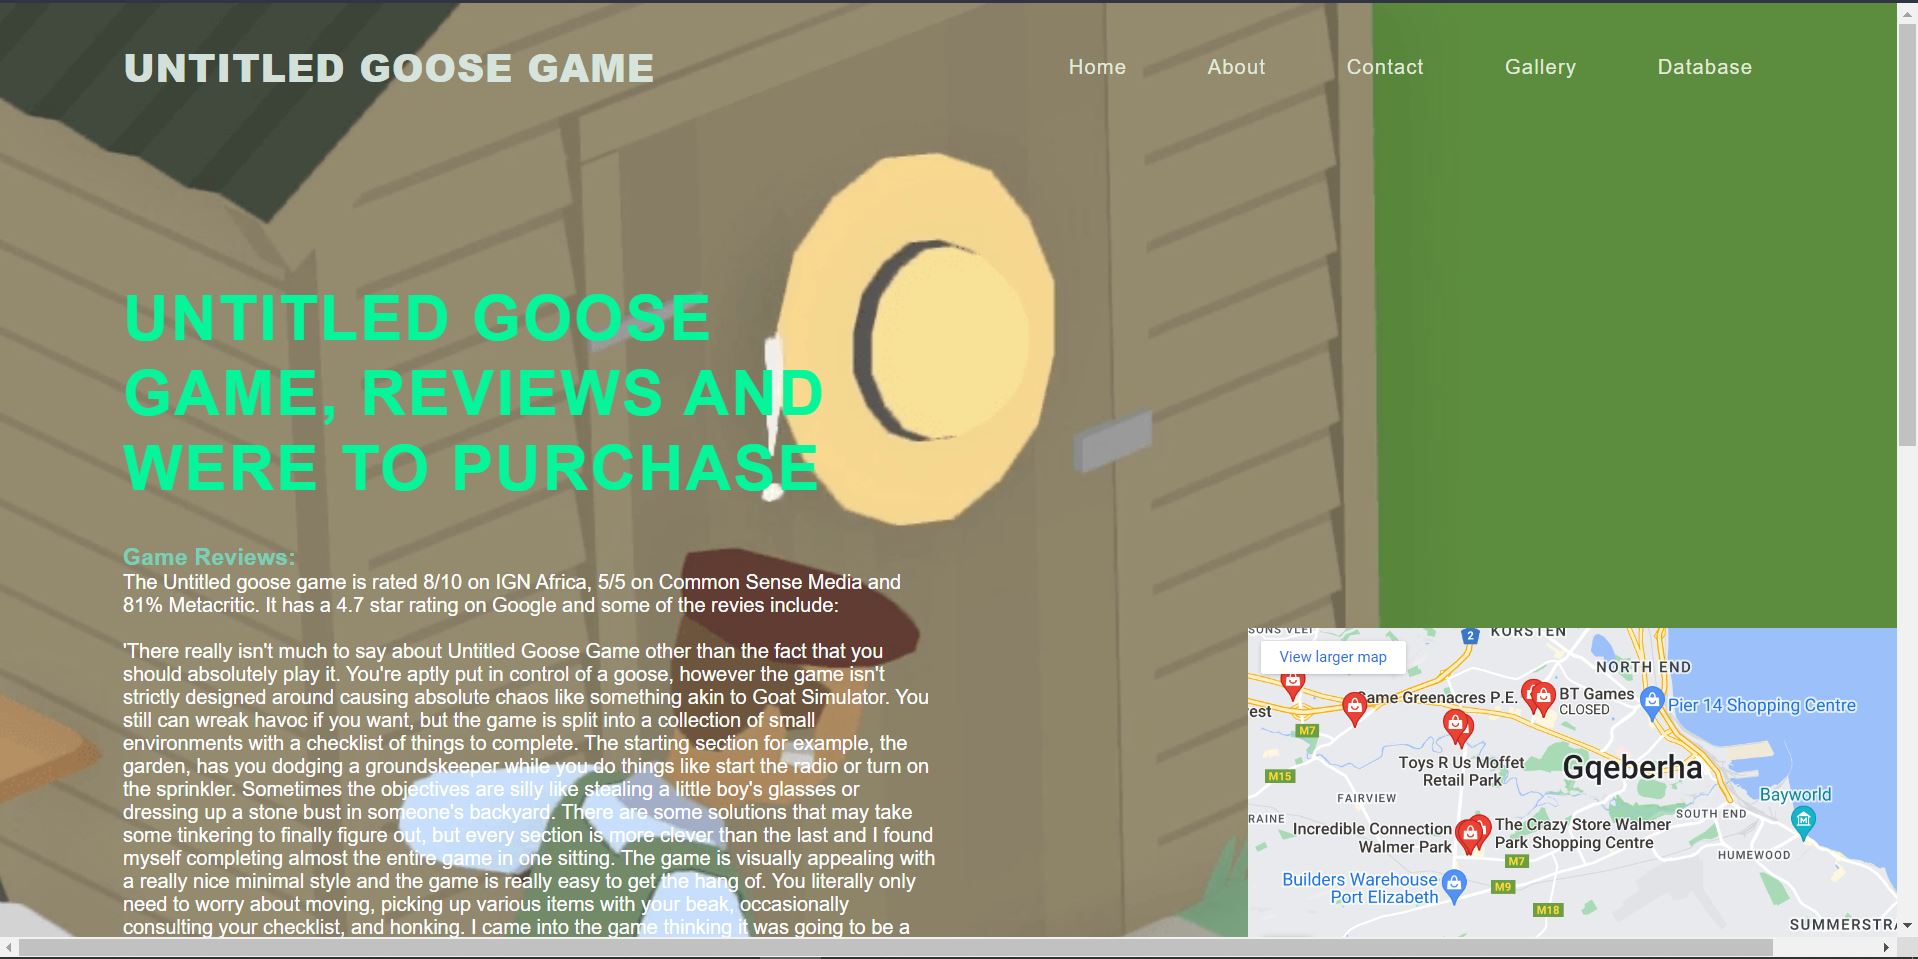 UNTITLED GOOSE GAME
Home About Contact Gallery Database
UNTITLED GOOSE
GAME, REVIEWS AND
WERE TO PURCHASE
Game Reviews:
The Untitled goose game is rated 8/10 on IGN Africa, 5/5 on Common Sense Media and
81% Metacritic. It has a 4.7 star rating on Google and some of the revies include:
'There really isn't much to say about Untitled Goose Game other than the fact that you
should absolutely play it. You're aptly put in control of a goose, however the game isn't
strictly designed around causing absolute chaos like something akin to Goat Simulator. You
still can wreak havoc if you want, but the game is split into a collection of small
environments with a checklist of things to complete. The starting section for example, the
garden, has you dodging a groundskeeper while you do things like start the radio or turn on
the sprinkler. Sometimes the objectives are silly like stealing a little boy's glasses or
dressing up a stone bust in someone's backyard. There are some solutions that may take
some tinkering to finally figure out, but every section is more clever than the last and I found
myself completing almost the entire game in one sitting. The game is visually appealing with
a really nice minimal style and the game is really easy to get the hang of. You literally only
need to worry about moving, picking up various items with your beak, occasionally
consulting your checklist, and honking. I came into the game thinking it was going to be a
SONS VLEI
2
KORSTEN
View larger map
NORTH END
Game Greenacres P.E.
BT Games
CLOSED
Pier 14 Shopping Centre
est
M7
Toys R Us Moffet
Retail Park
Gqeberha
M15
FAIRVIEW
Bayworld
RAINE
SOUTH END
Incredible Connection
Walmer Park
The Crazy Store Walmer
Park Shopping Centre
M7
HUMEWOOD
Builders Warehouse
Port Elizabeth
M9
M18
SUMMERSTRA